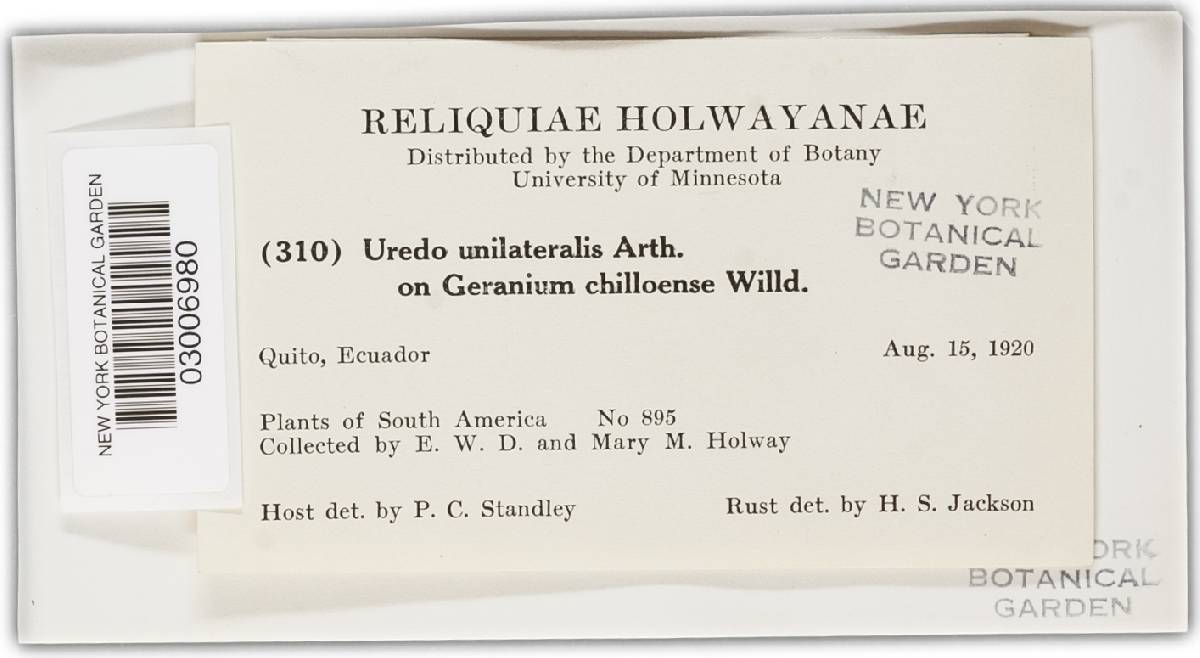 RELIQUIAE HOLWAYANAE
Distributed by the Department of Botany
University of Minnesota
NEW YORK
BOTANICAL
GARDEN
(310) Uredo unilateralis Arth.
on Geranium chilloense Willd.
Quito, Ecuador
Aug. 15, 1920
Plants of South America No 895
Collected by E. W. D. and Mary M. Holway
Host det. by P. C. Standley
Rust det. by H. S. Jackson
NEW YORK BOTANICAL GARDEN
03006980
BOTANICAL
GARDEN